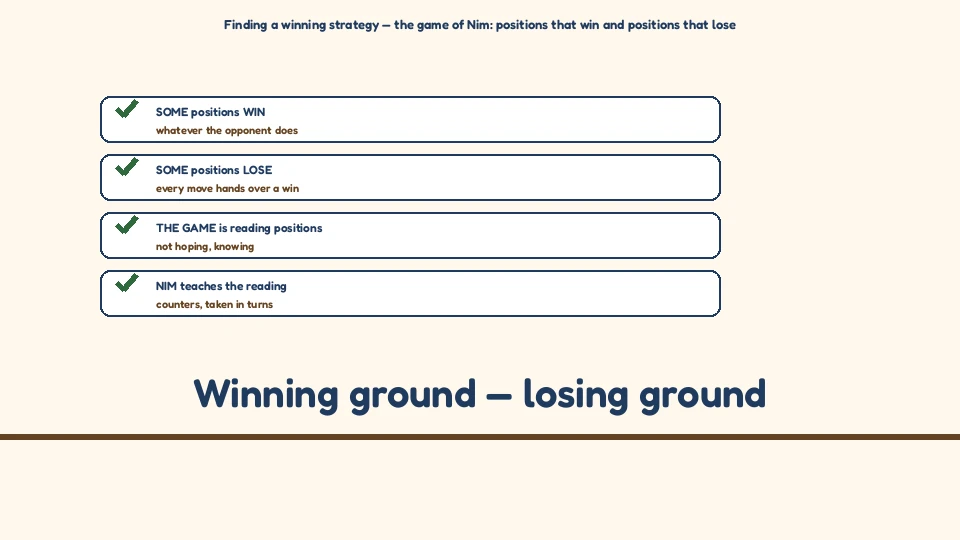 Finding a winning strategy — the game of Nim: positions that win and positions that lose
SOME positions WIN
whatever the opponent does
SOME positions LOSE
every move hands over a win
THE GAME is reading positions
not hoping, knowing
NIM teaches the reading
counters, taken in turns
Winning ground — losing ground